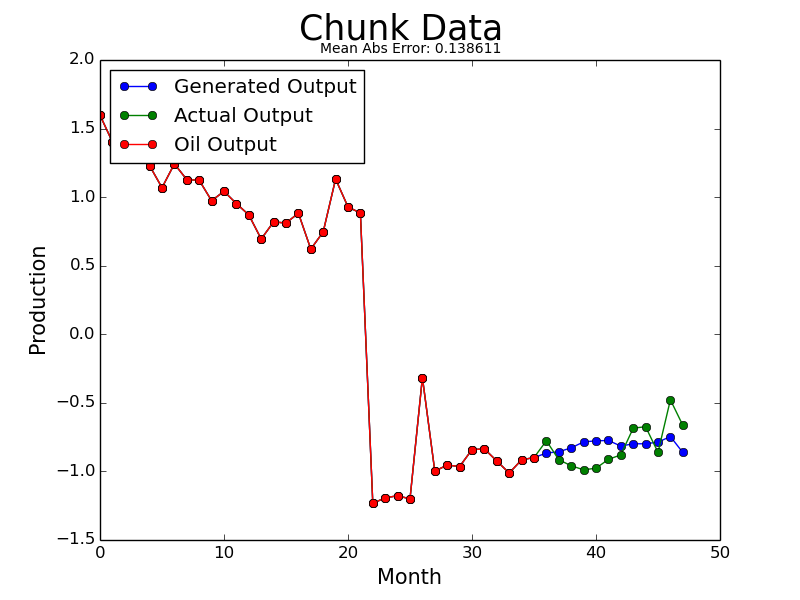 Chunk Data
Mean Abs Error: 0.138611
Generated Output
Actual Output
Oil Output
2.0
1.5
1.0
0.5
0.0
−0.5
−1.0
−1.5
Production
0 10 20 30 40 50
Month